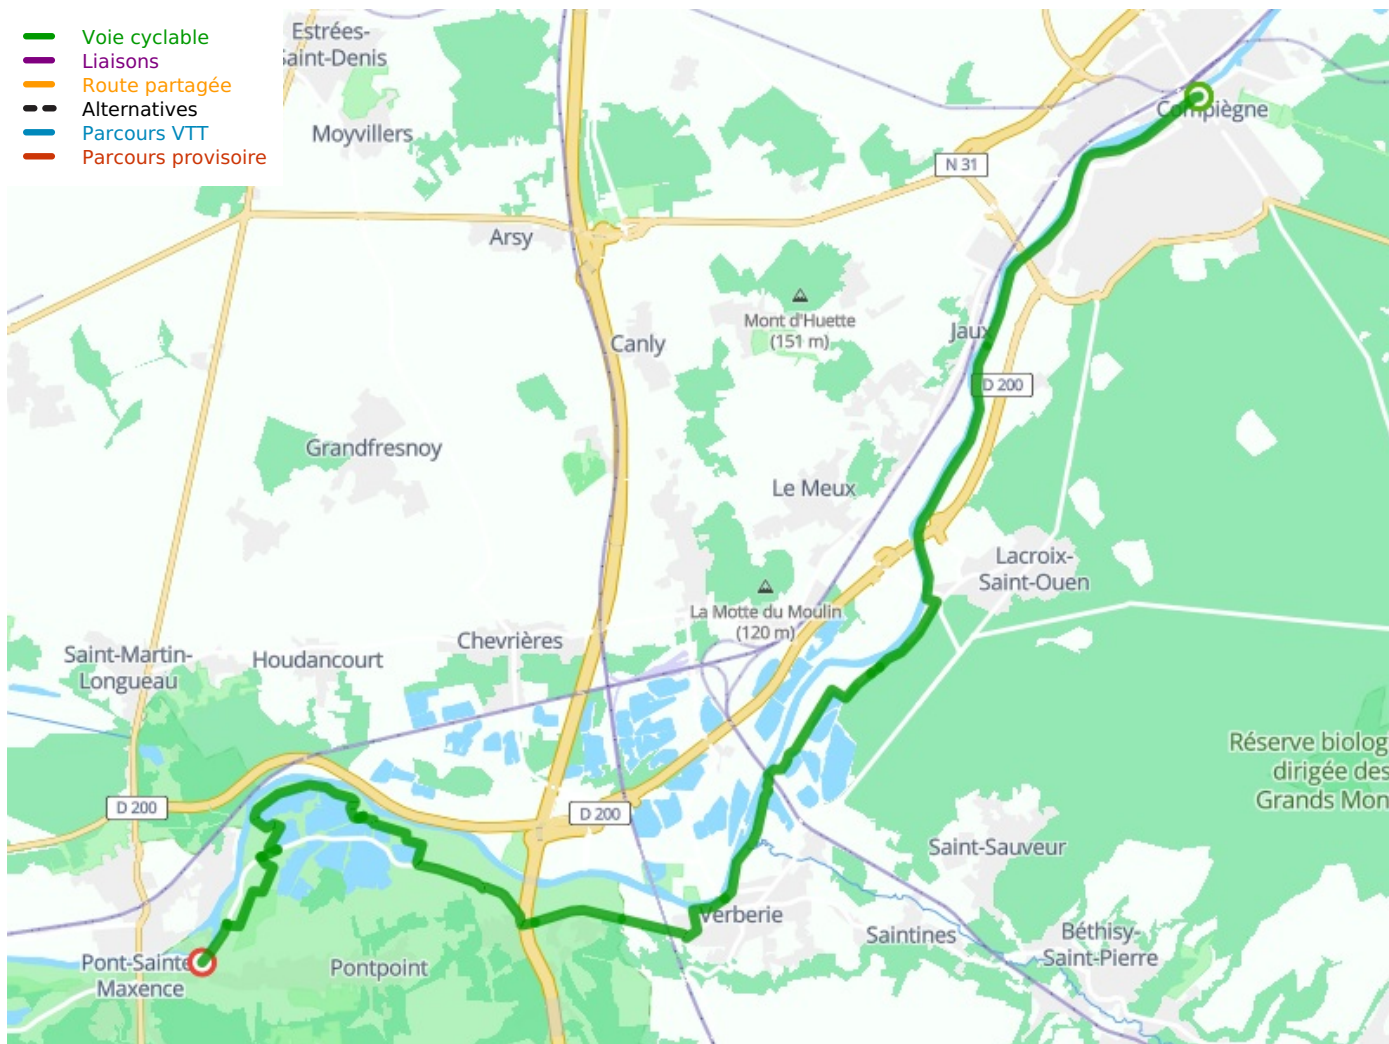 Voie cyclable
Liaisons
Route partagée
Alternatives
Parcours VTT
Parcours provisoire
Estrées-
Saint-Denis
Moyvillers
Compiègne
N 31
Arsy
Mont d'Huette
(151 m)
Canly
Jaux
D 200
Grandfresnoy
Le Meux
Lacroix-
Saint-Ouen
La Motte du Moulin
(120 m)
Chevrières
Saint-Martin-
Longueau
Houdancourt
Réserve biolog
dirigée des
Grands Mon
D 200
D 200
Saint-Sauveur
Verberie
Saintines
Béthisy-
Saint-Pierre
Pont-Sainte
Maxence
Pontpoint